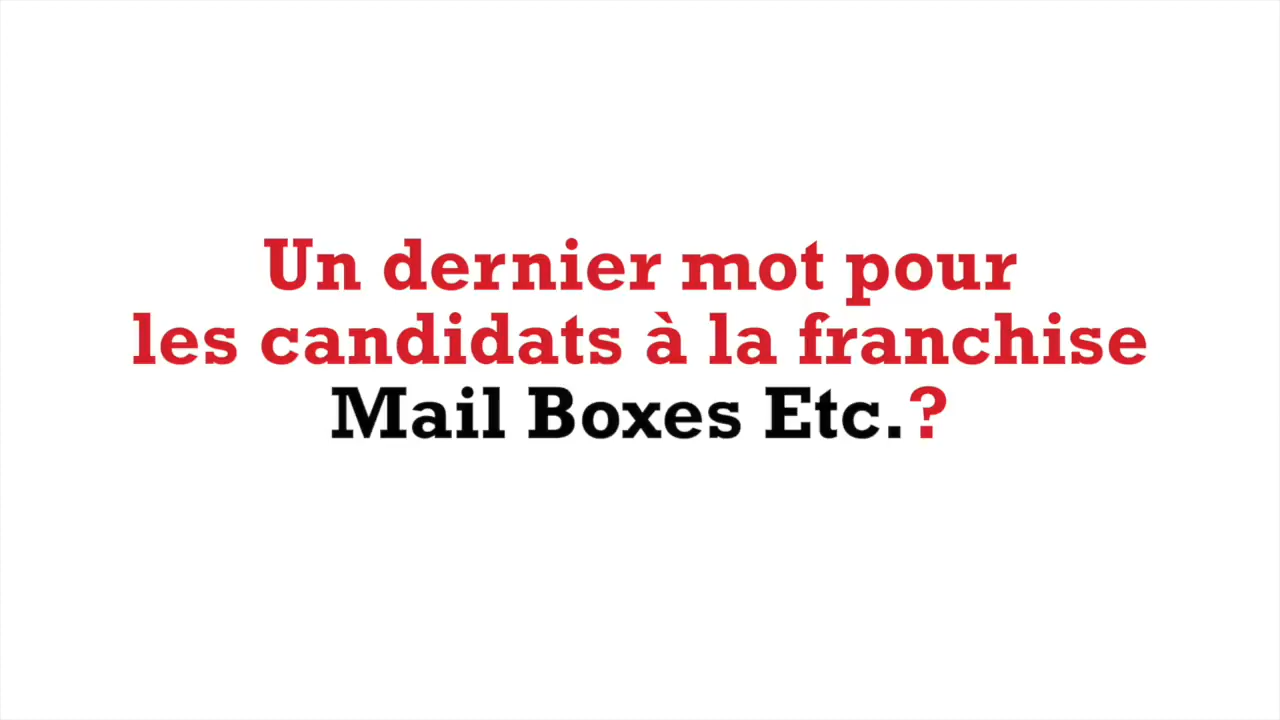 Un dernier mot pour
les candidats à la franchise
Mail Boxes Etc.?